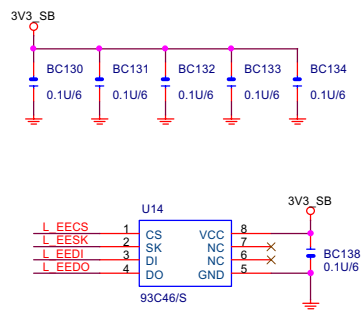 3V3_SB
BC130 BC131 BC132 BC133 BC134
0.1U/6 0.1U/6 0.1U/6 0.1U/6 0.1U/6
U14
3V3_SB
L_EECS 1 CS VCC 8
L_EESK 2 SK NC 7
L_EEDI 3 DI NC 6
L_EEDO 4 DO GND 5
BC138
0.1U/6
93C46/S